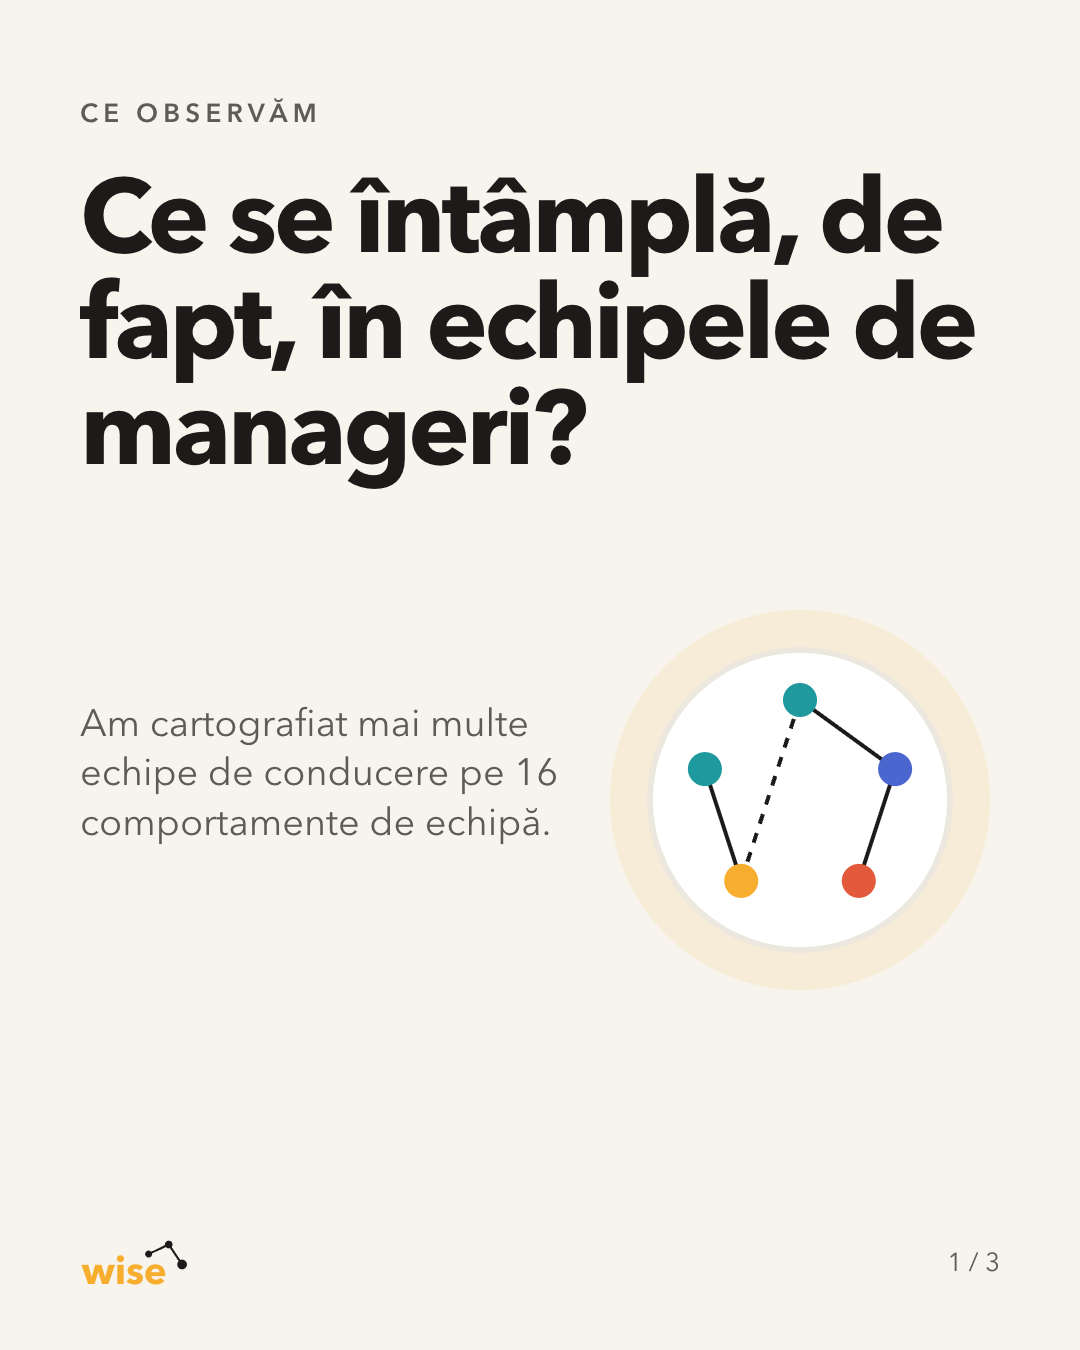 CE OBSERVĂM
Ce se întâmplă, de
fapt, în echipele de
manageri?
Am cartografiat mai multe
echipe de conducere pe 16
comportamente de echipă.
wise
1 / 3